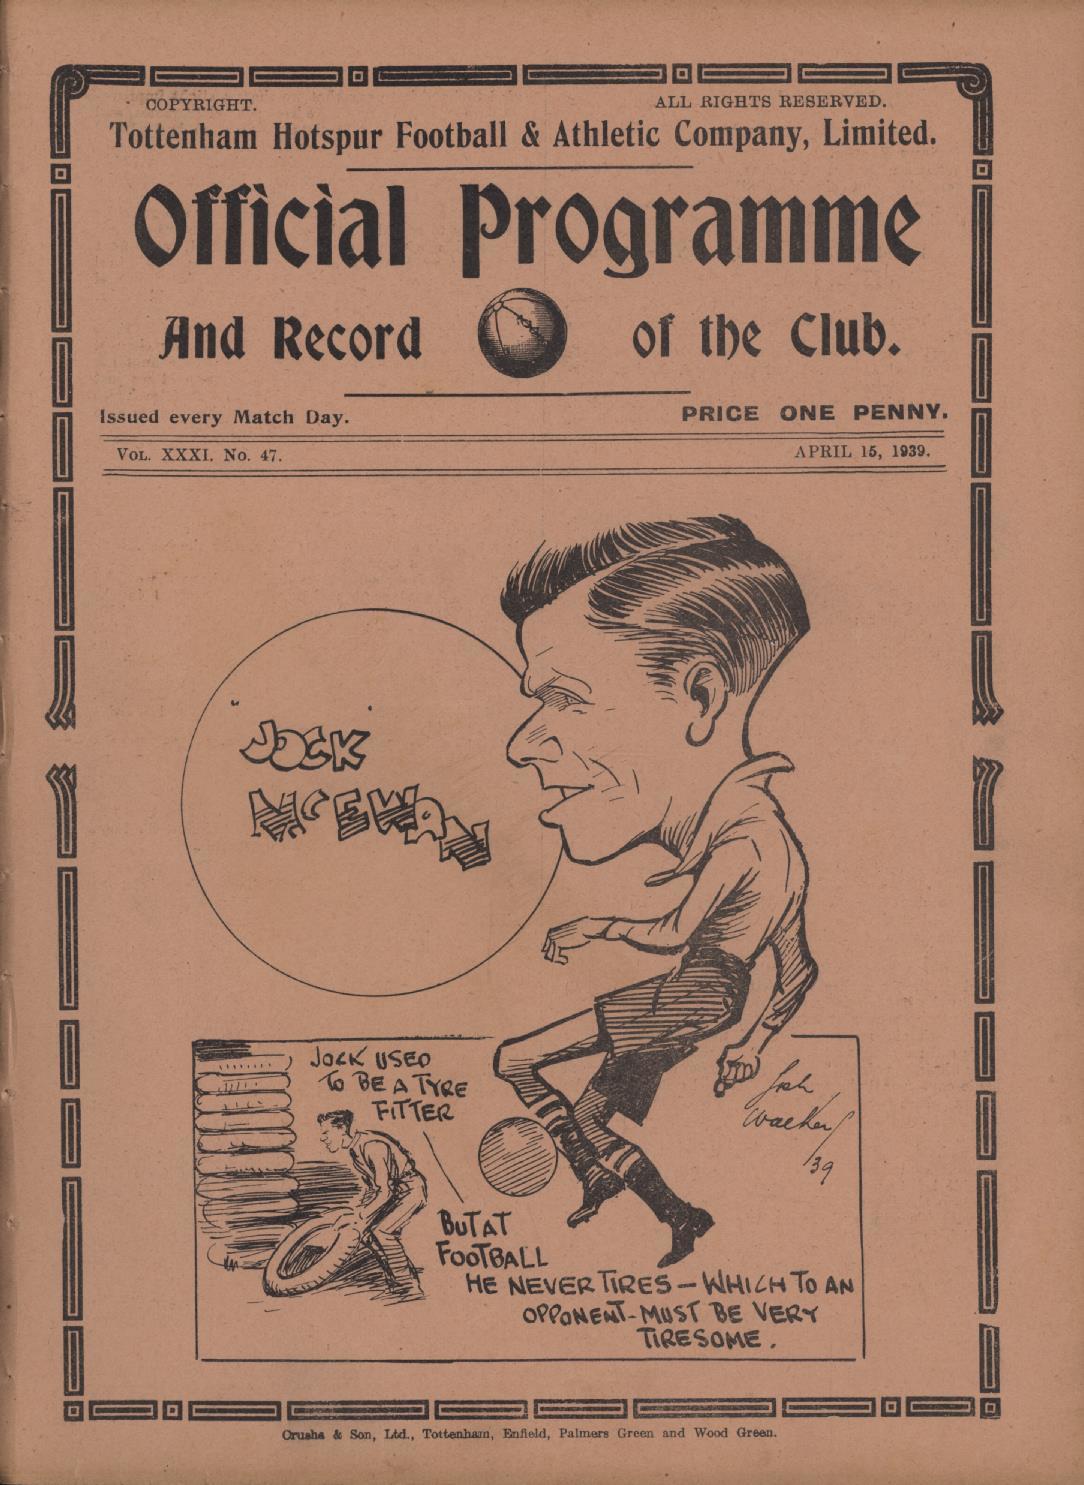 COPYRIGHT. ALL RIGHTS RESERVED.
Tottenham Hotspur Football & Athletic Company, Limited.
Official Programme
And Record of the Club.
Issued every Match Day. PRICE ONE PENNY.
VOL. XXXI. No. 47. APRIL 15, 1939.
JOCK
McEWAN
JOCK USED
TO BE A TYRE
FITTER
BUT AT
FOOTBALL
HE NEVER TIRES — WHICH TO AN
OPPONENT - MUST BE VERY
TIRESOME.
Walker/
39
Crusha & Son, Ltd., Tottenham, Enfield, Palmers Green and Wood Green.